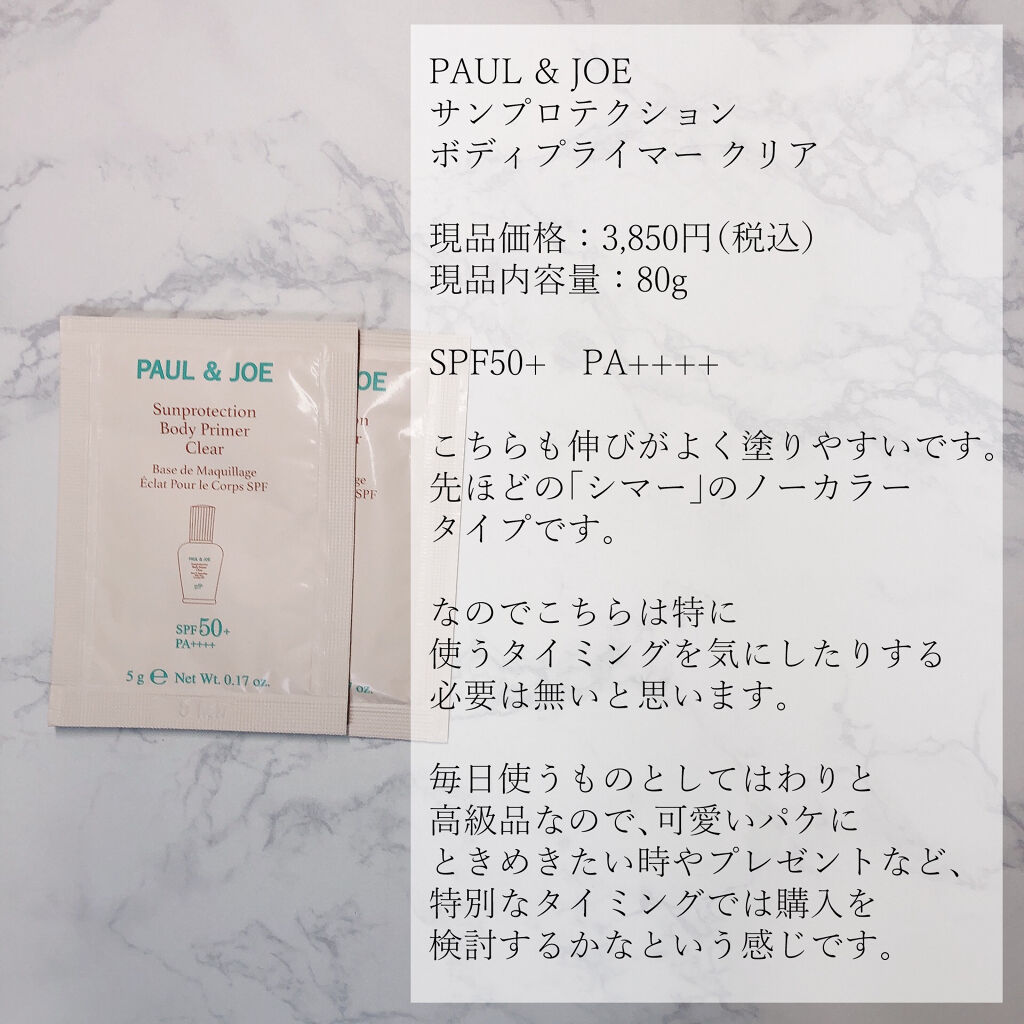 PAUL & JOE
サンプロテクション
ボディプライマー クリア
現品価格：3,850円(税込)
現品内容量：80g
SPF50+　PA++++
こちらも伸びがよく塗りやすいです。
先ほどの｢シマー｣のノーカラー
タイプです。
なのでこちらは特に
使うタイミングを気にしたりする
必要は無いと思います。
毎日使うものとしてはわりと
高級品なので､可愛いパケに
ときめきたい時やプレゼントなど、
特別なタイミングでは購入を
検討するかなという感じです。
PAUL & JOE
Sunprotection
Body Primer
Clear
Base de Maquillage
Éclat Pour le Corps SPF
PAUL & JOE
SPF50+
PA++++
5 g ℮ Net Wt. 0.17 oz.
OE
on
r
ge
SPF
oz.